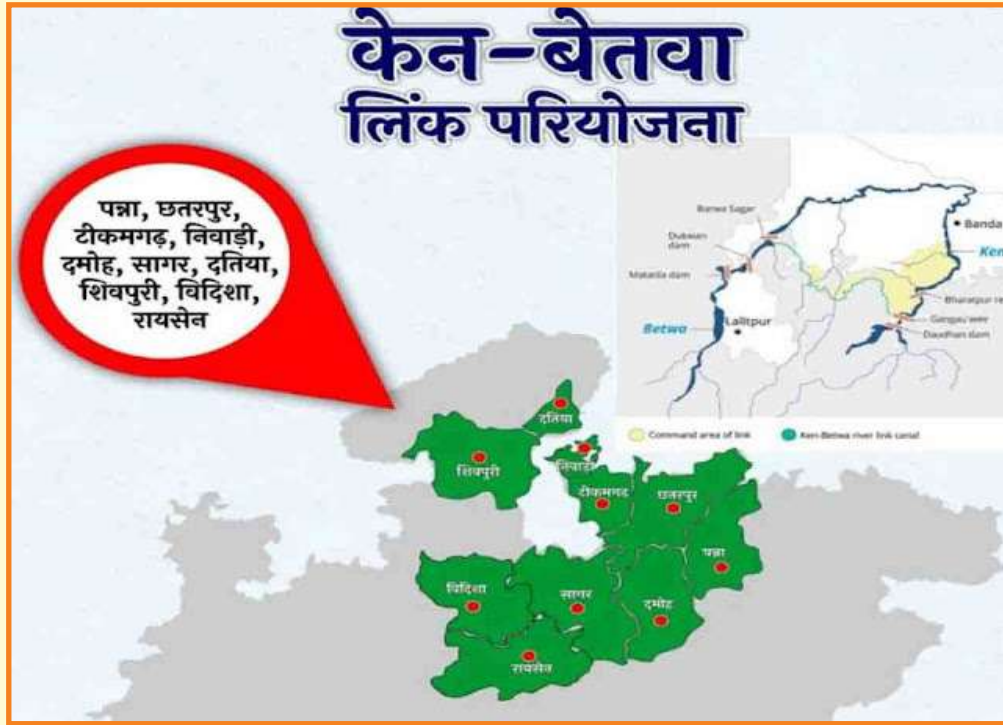 केन-बेतवा
लिंक परियोजना
पन्ना, छतरपुर,
टीकमगढ़, निवाड़ी,
दमोह, सागर, दतिया,
शिवपुरी, विदिशा,
रायसेन
Barwa Sagar
dam
Matatila dam
Banda
Ken
Bharatpur re
Gangau weir
Daudhan dam
Lalitpur
Betwa
Command area of link
Ken-Betwa river link canal
दतिया
शिवपुरी
निवाड़ी
टीकमगढ़
छतरपुर
पन्ना
विदिशा
सागर
दमोह
रायसेन